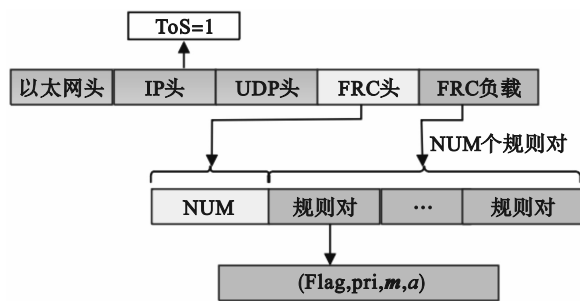 ToS=1
以太网头 IP头 UDP头 FRC头 FRC负载
NUM个规则对
NUM 规则对 … 规则对
(Flag,pri,m,a)